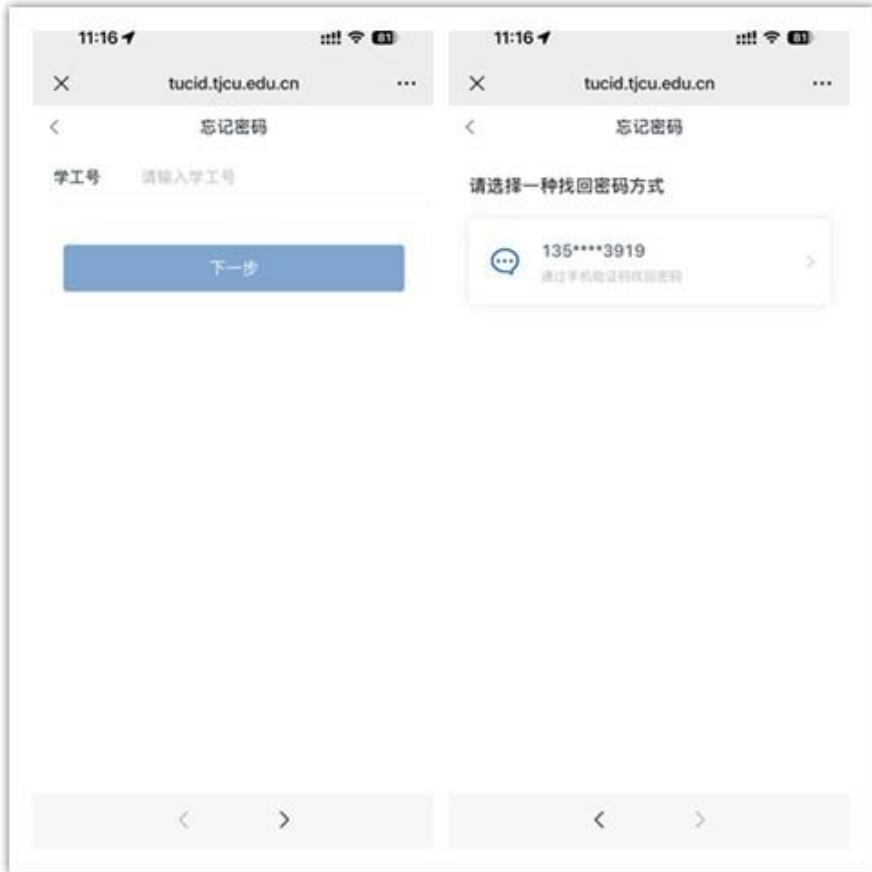 11:16
81
tucid.tjcu.edu.cn
忘记密码
学工号 请输入学工号
下一步
11:16
81
tucid.tjcu.edu.cn
忘记密码
请选择一种找回密码方式
135****3919
通过手机验证码找回密码